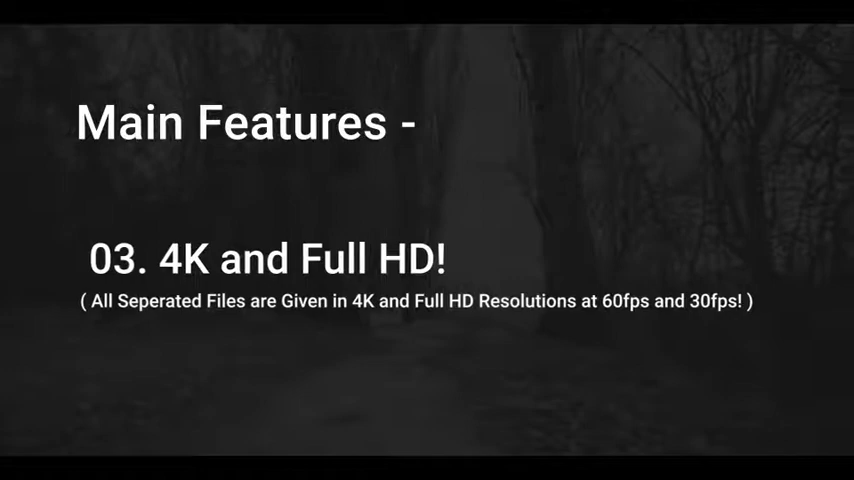 Main Features -
03. 4K and Full HD!
( All Seperated Files are Given in 4K and Full HD Resolutions at 60fps and 30fps! )